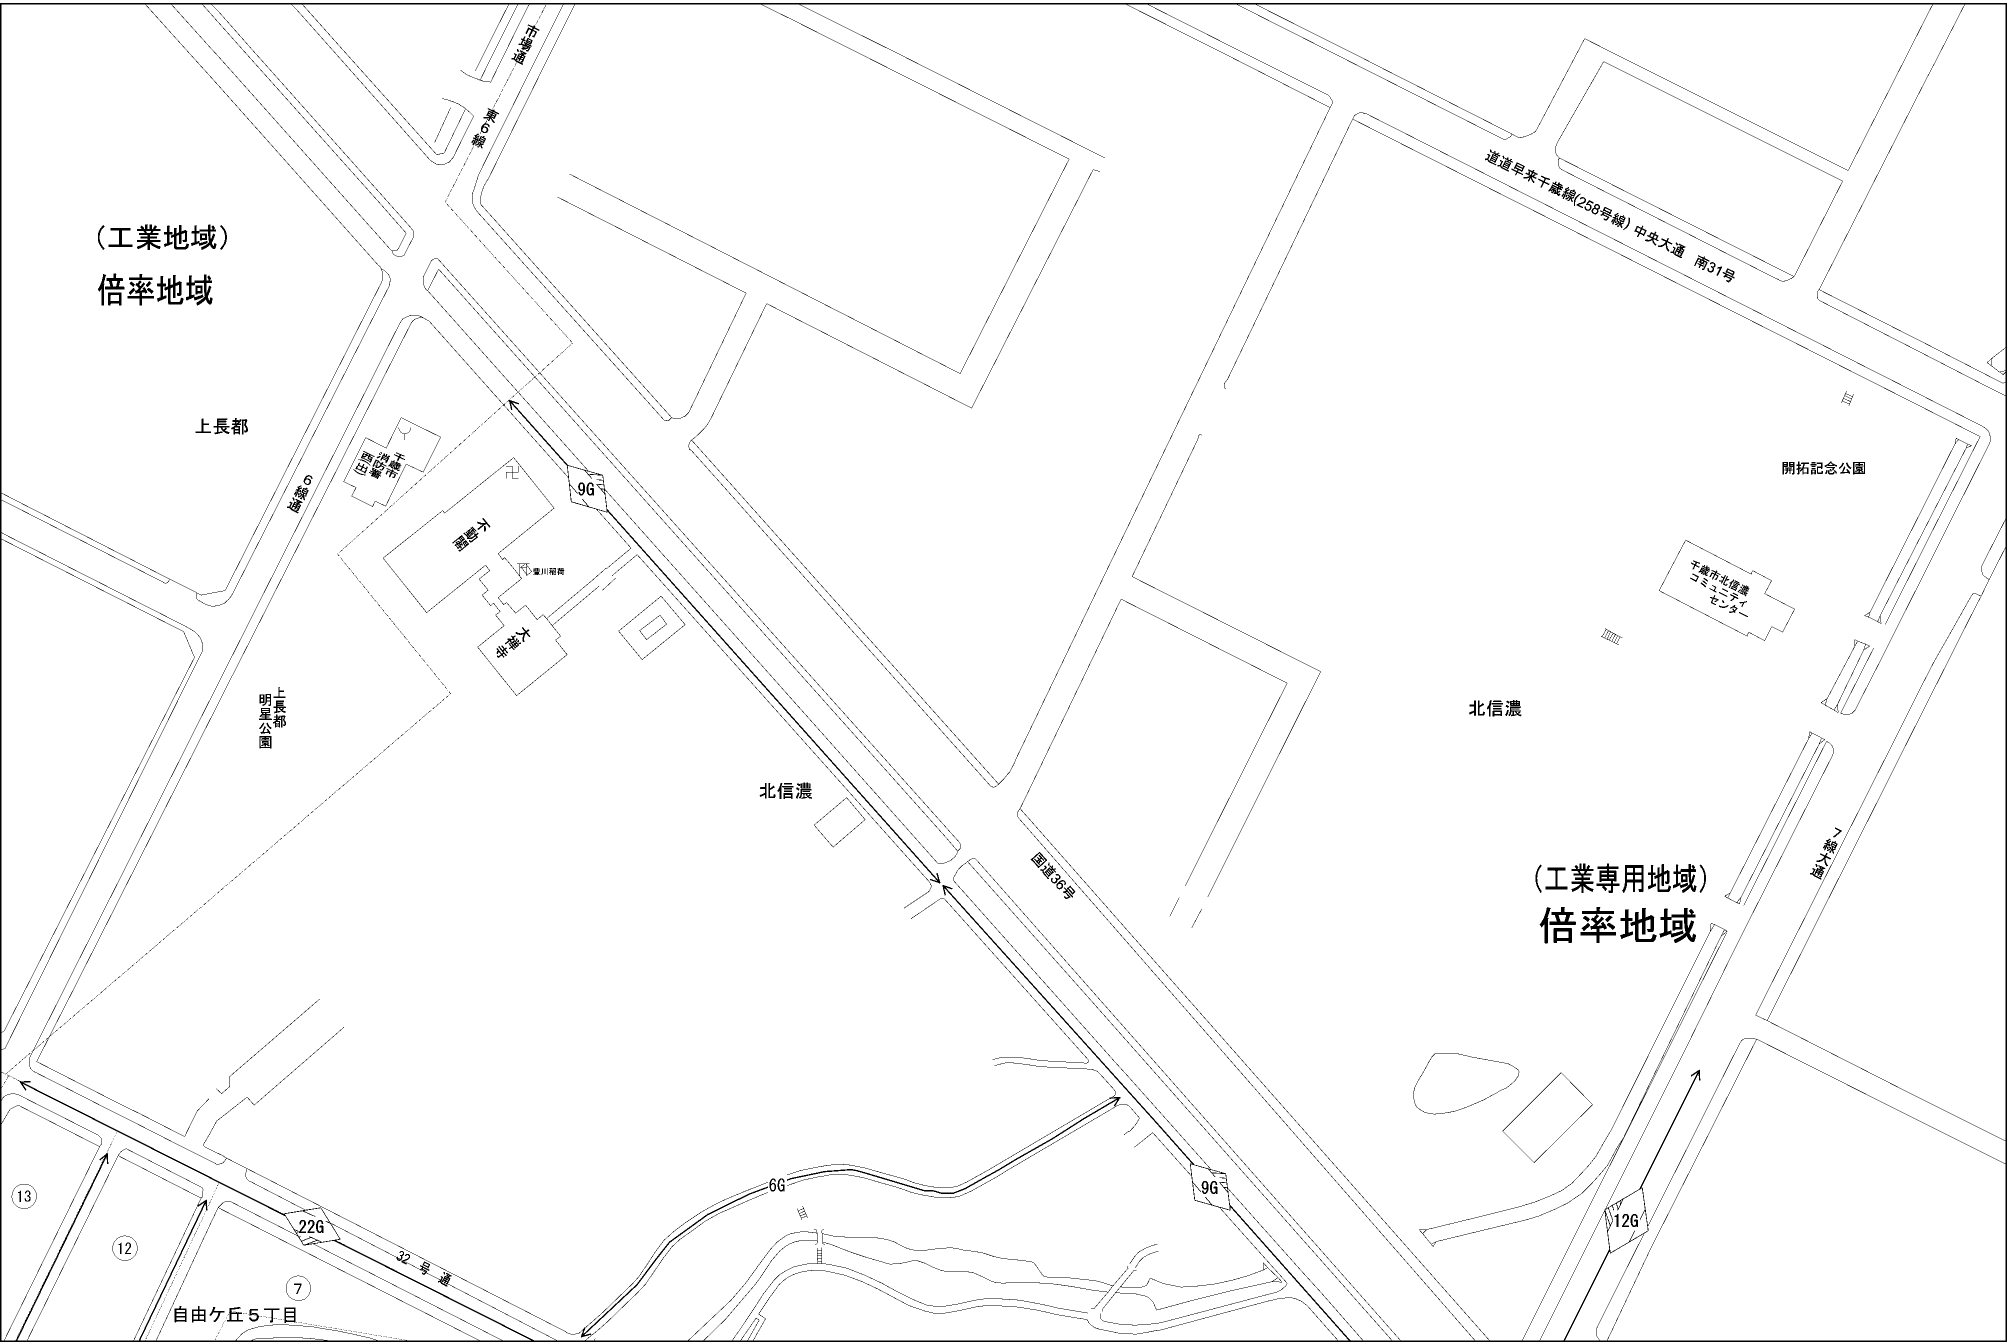 市場通
東6線
道道早来千歳線(258号線) 中央大通 南31号
（工業地域）
倍率地域
上長都
千歳市
消防署
西出
6線通
開拓記念公園
9G
不動閣
豊川稲荷
千歳市北信濃
コミュニティ
センター
大禅寺
上長都
明星公園
北信濃
北信濃
国道36号
7線大通
（工業専用地域）
倍率地域
6G
9G
13
22G
12G
12
32号通
7
自由ケ丘5丁目